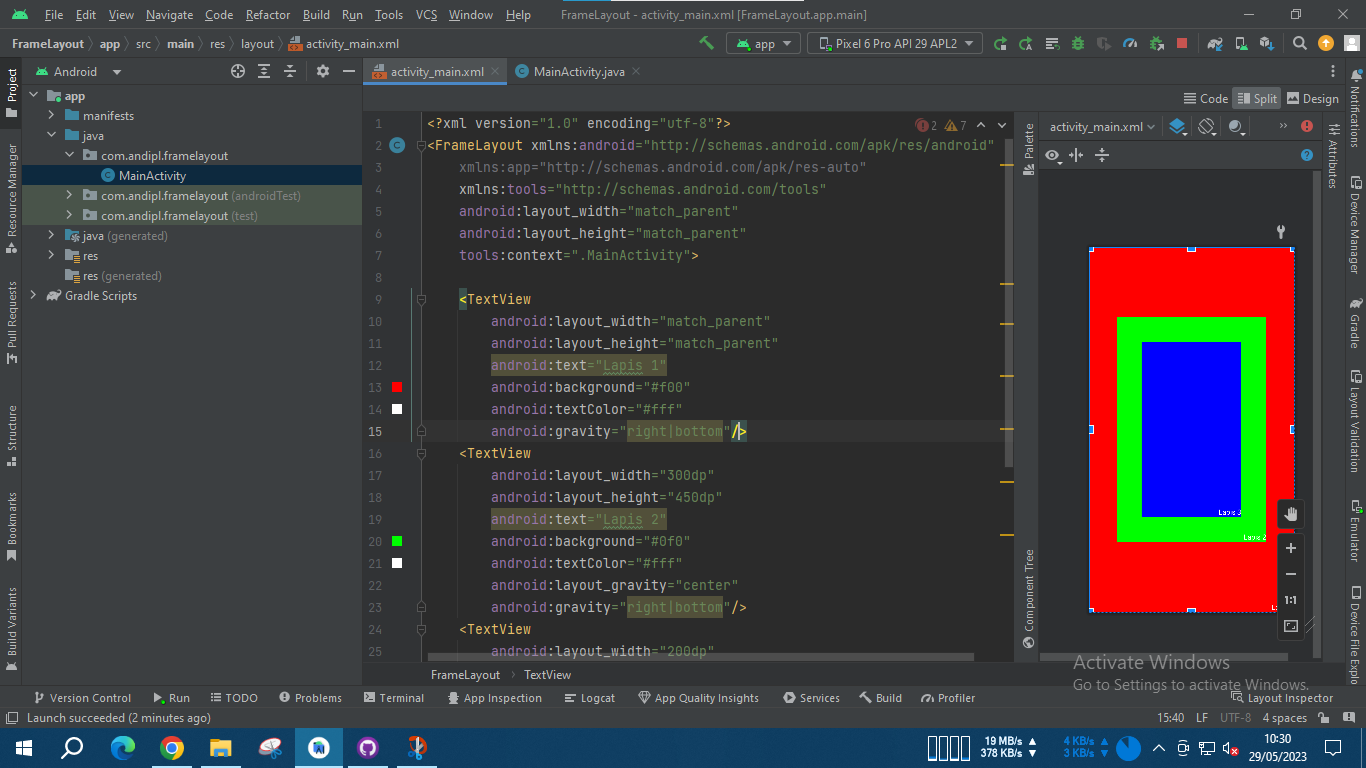 File Edit View Navigate Code Refactor Build Run Tools VCS Window Help FrameLayout - activity_main.xml [FrameLayout.app.main]
FrameLayout app src main res layout activity_main.xml app Pixel 6 Pro API 29 APL2
Project
Resource Manager
Pull Requests
Structure
Bookmarks
Build Variants
Android
app
manifests
java
com.andipl.framelayout
MainActivity
com.andipl.framelayout (androidTest)
com.andipl.framelayout (test)
java (generated)
res
res (generated)
Gradle Scripts
activity_main.xml MainActivity.java
Code Split Design
2 7
1 <?xml version="1.0" encoding="utf-8"?>
2 <FrameLayout xmlns:android="http://schemas.android.com/apk/res/android"
3 xmlns:app="http://schemas.android.com/apk/res-auto"
4 xmlns:tools="http://schemas.android.com/tools"
5 android:layout_width="match_parent"
6 android:layout_height="match_parent"
7 tools:context=".MainActivity">
8
9 <TextView
10 android:layout_width="match_parent"
11 android:layout_height="match_parent"
12 android:text="Lapis 1"
13 android:background="#f00"
14 android:textColor="#fff"
15 android:gravity="right|bottom"/>
16 <TextView
17 android:layout_width="300dp"
18 android:layout_height="450dp"
19 android:text="Lapis 2"
20 android:background="#0f0"
21 android:textColor="#fff"
22 android:layout_gravity="center"
23 android:gravity="right|bottom"/>
24 <TextView
25 android:layout_width="200dp"
FrameLayout TextView
Palette
Component Tree
activity_main.xml
Lapis 3
1:1
Attributes
Notifications
Device Manager
Gradle
Layout Validation
Emulator
Device File Explo
Activate Windows
Go to Settings to activate Windows.
Version Control Run TODO Problems Terminal App Inspection Logcat App Quality Insights Services Build Profiler Layout Inspector
Launch succeeded (2 minutes ago) 15:40 LF UTF-8 4 spaces
19 MB/s
378 KB/s
4 KB/s
3 KB/s
10:30
29/05/2023